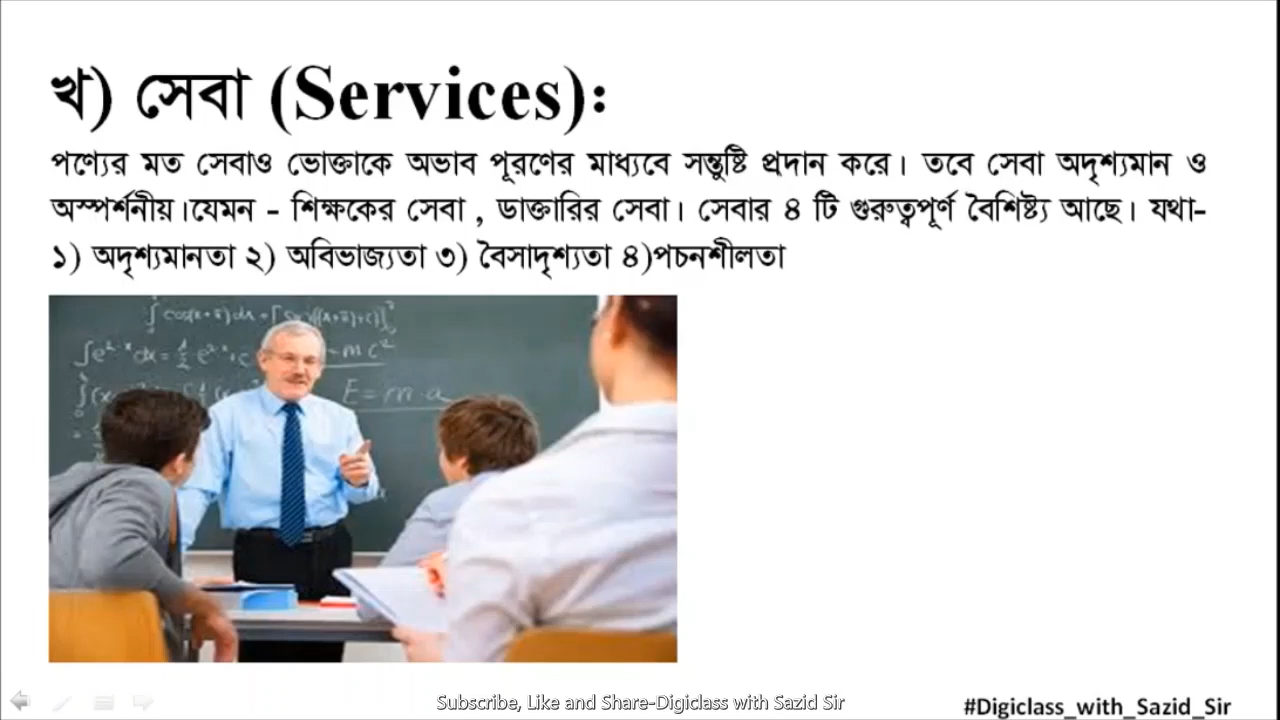 খ) সেবা (Services)ঃ
পণ্যের মত সেবাও ভোক্তাকে অভাব পূরণের মাধ্যবে সন্তুষ্টি প্রদান করে। তবে সেবা অদৃশ্যমান ও
অস্পর্শনীয়।যেমন - শিক্ষকের সেবা , ডাক্তারির সেবা। সেবার ৪ টি গুরুত্বপূর্ণ বৈশিষ্ট্য আছে। যথা-
১) অদৃশ্যমানতা ২) অবিভাজ্যতা ৩) বৈসাদৃশ্যতা ৪)পচনশীলতা
E = m · a
Subscribe, Like and Share-Digiclass with Sazid Sir
#Digiclass_with_Sazid_Sir